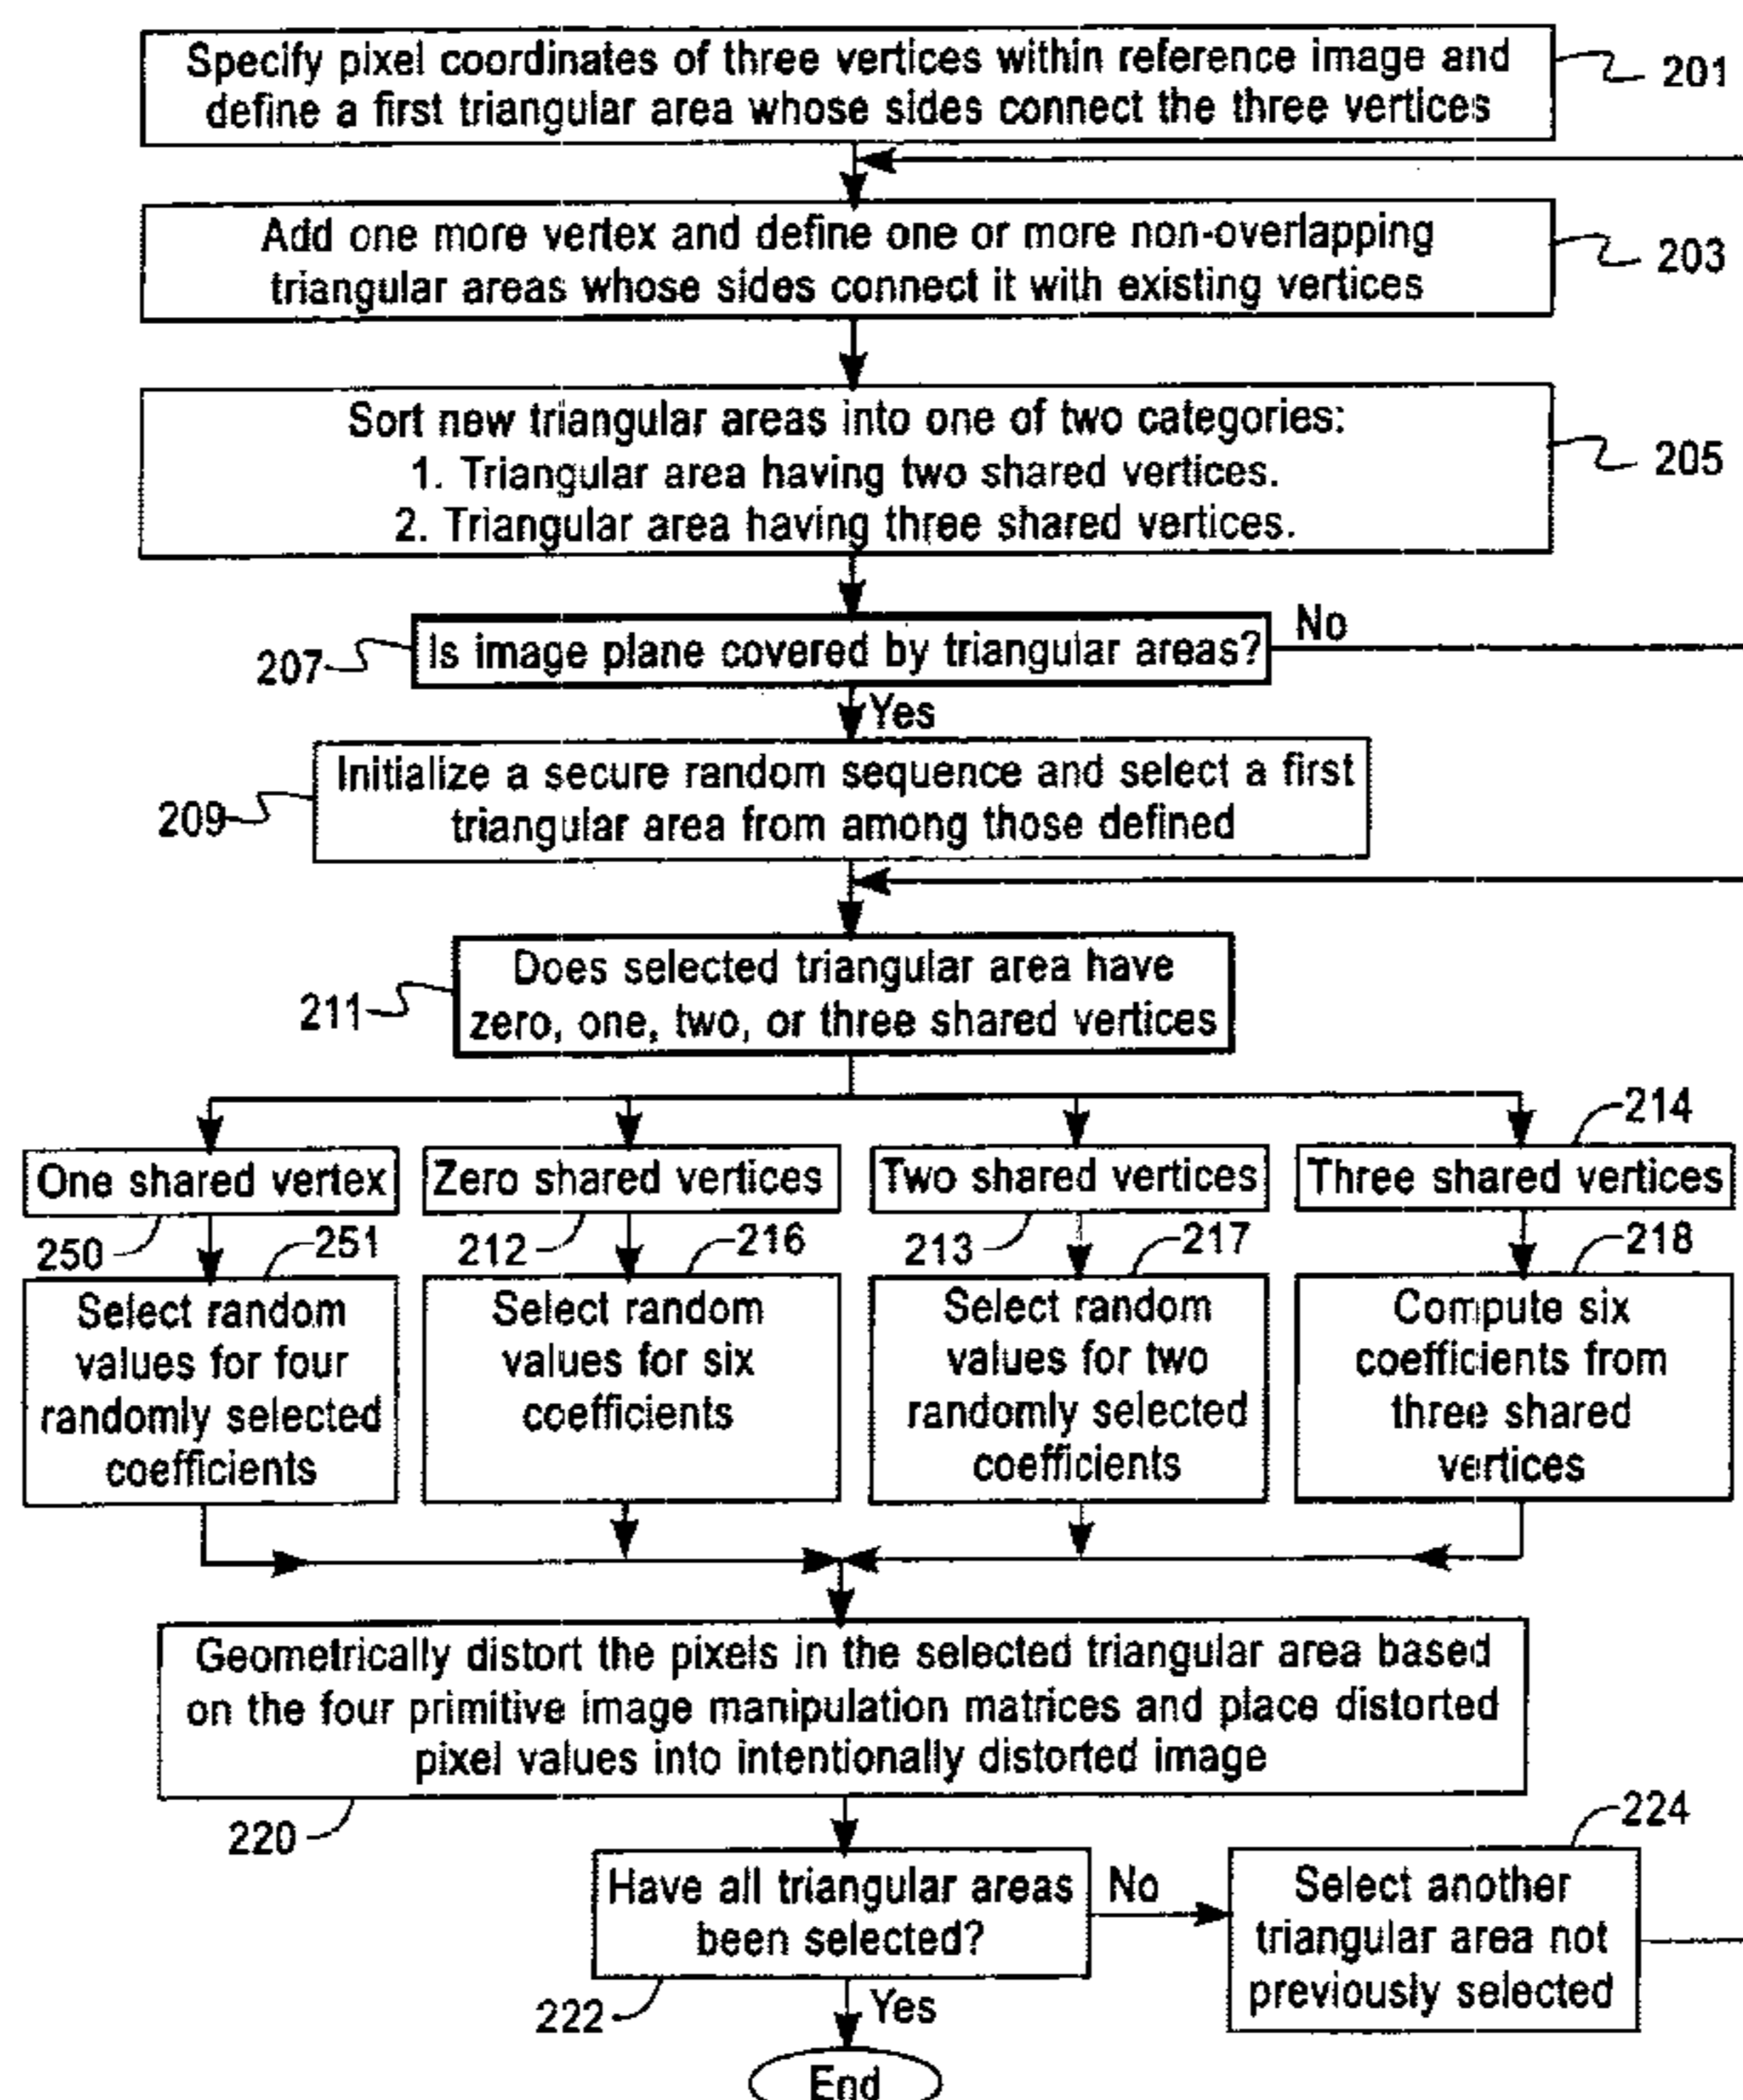 Specify pixel coordinates of three vertices within reference image and
define a first triangular area whose sides connect the three vertices
201
Add one more vertex and define one or more non-overlapping
triangular areas whose sides connect it with existing vertices
203
Sort new triangular areas into one of two categories:
1. Triangular area having two shared vertices.
2. Triangular area having three shared vertices.
205
Is image plane covered by triangular areas?
No
207
Yes
Initialize a secure random sequence and select a first
triangular area from among those defined
209
Does selected triangular area have
zero, one, two, or three shared vertices
211
214
One shared vertex
Zero shared vertices
Two shared vertices
Three shared vertices
250
251
212
216
213
217
218
Select random
values for four
randomly selected
coefficients
Select random
values for six
coefficients
Select random
values for two
randomly selected
coefficients
Compute six
coefficients from
three shared
vertices
Geometrically distort the pixels in the selected triangular area based
on the four primitive image manipulation matrices and place distorted
pixel values into intentionally distorted image
220
224
Have all triangular areas
been selected?
No
Select another
triangular area not
previously selected
222
Yes
End